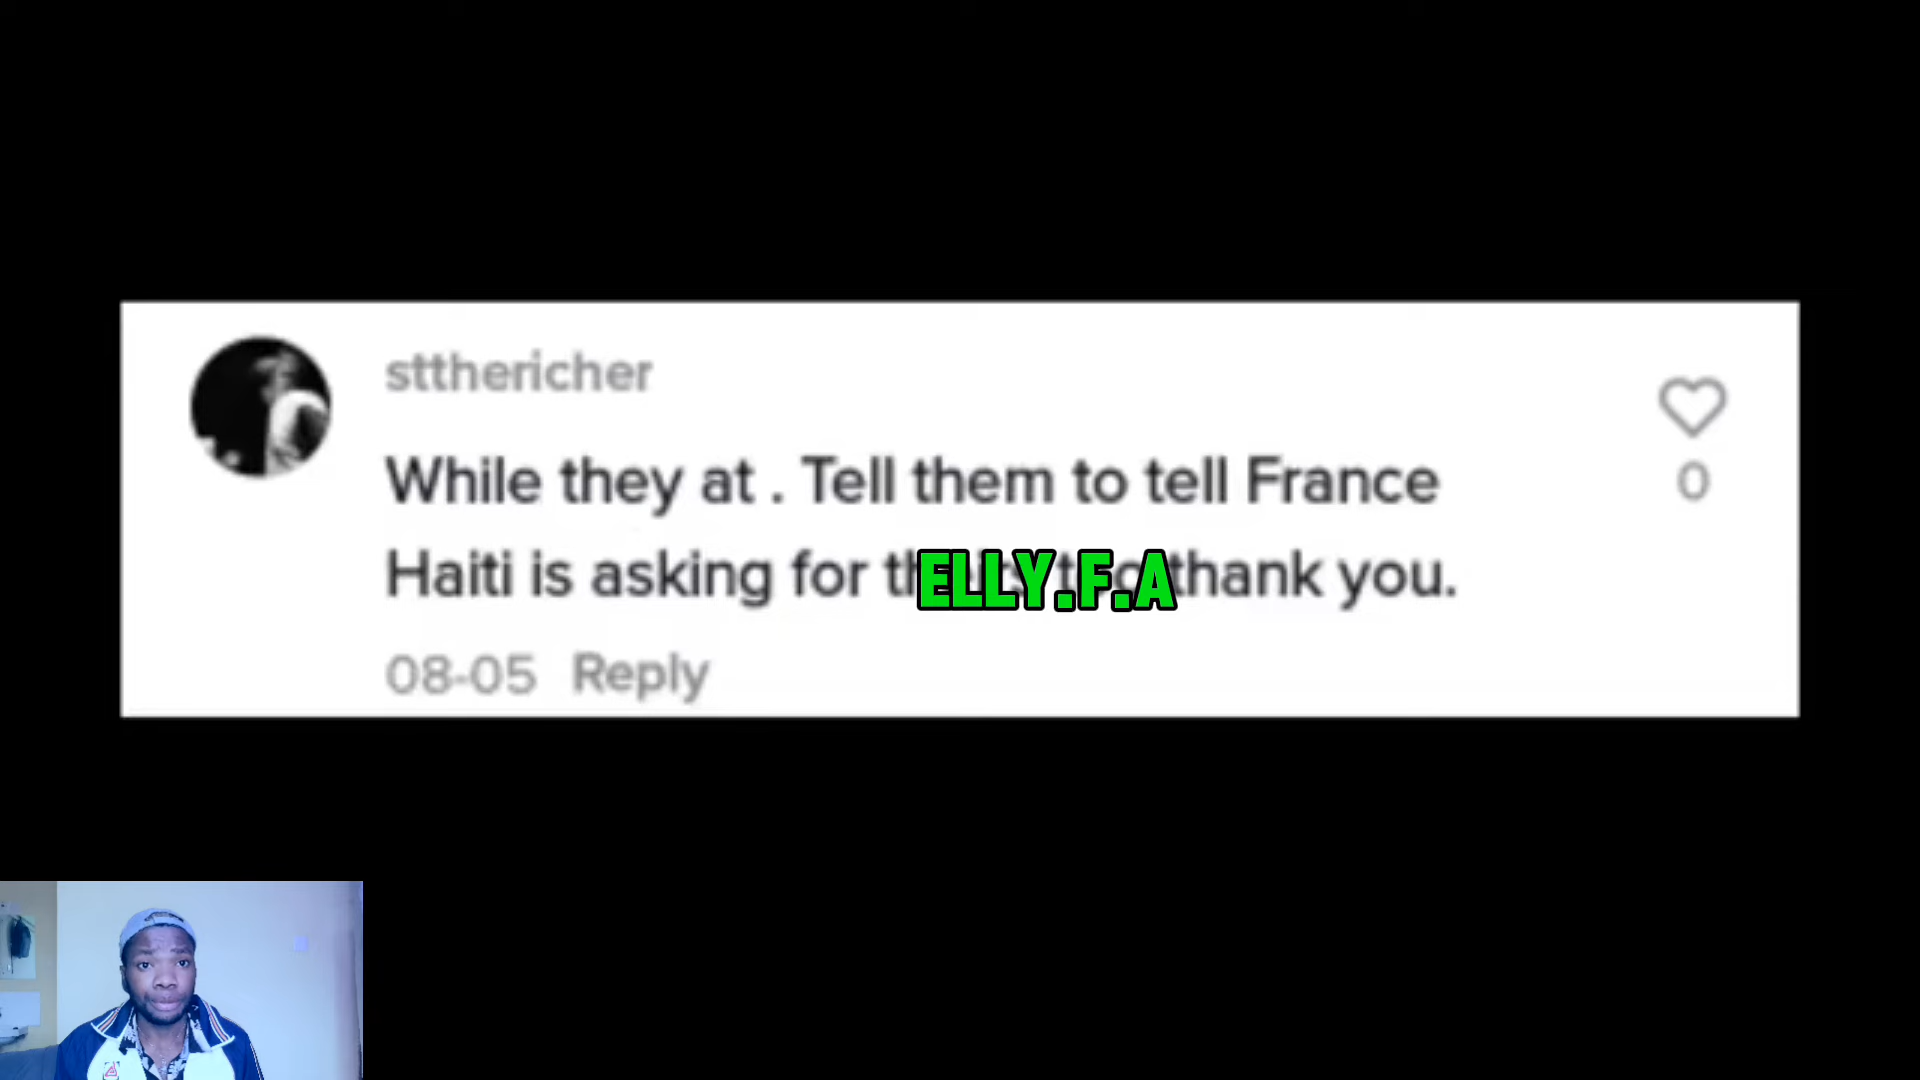 stthericher
While they at . Tell them to tell France
Haiti is asking for thank you.
ELLY.F.A
08-05 Reply
0